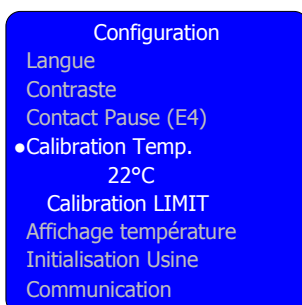 Configuration
Langue
Contraste
Contact Pause (E4)
●Calibration Temp.
22°C
Calibration LIMIT
Affichage température
Initialisation Usine
Communication